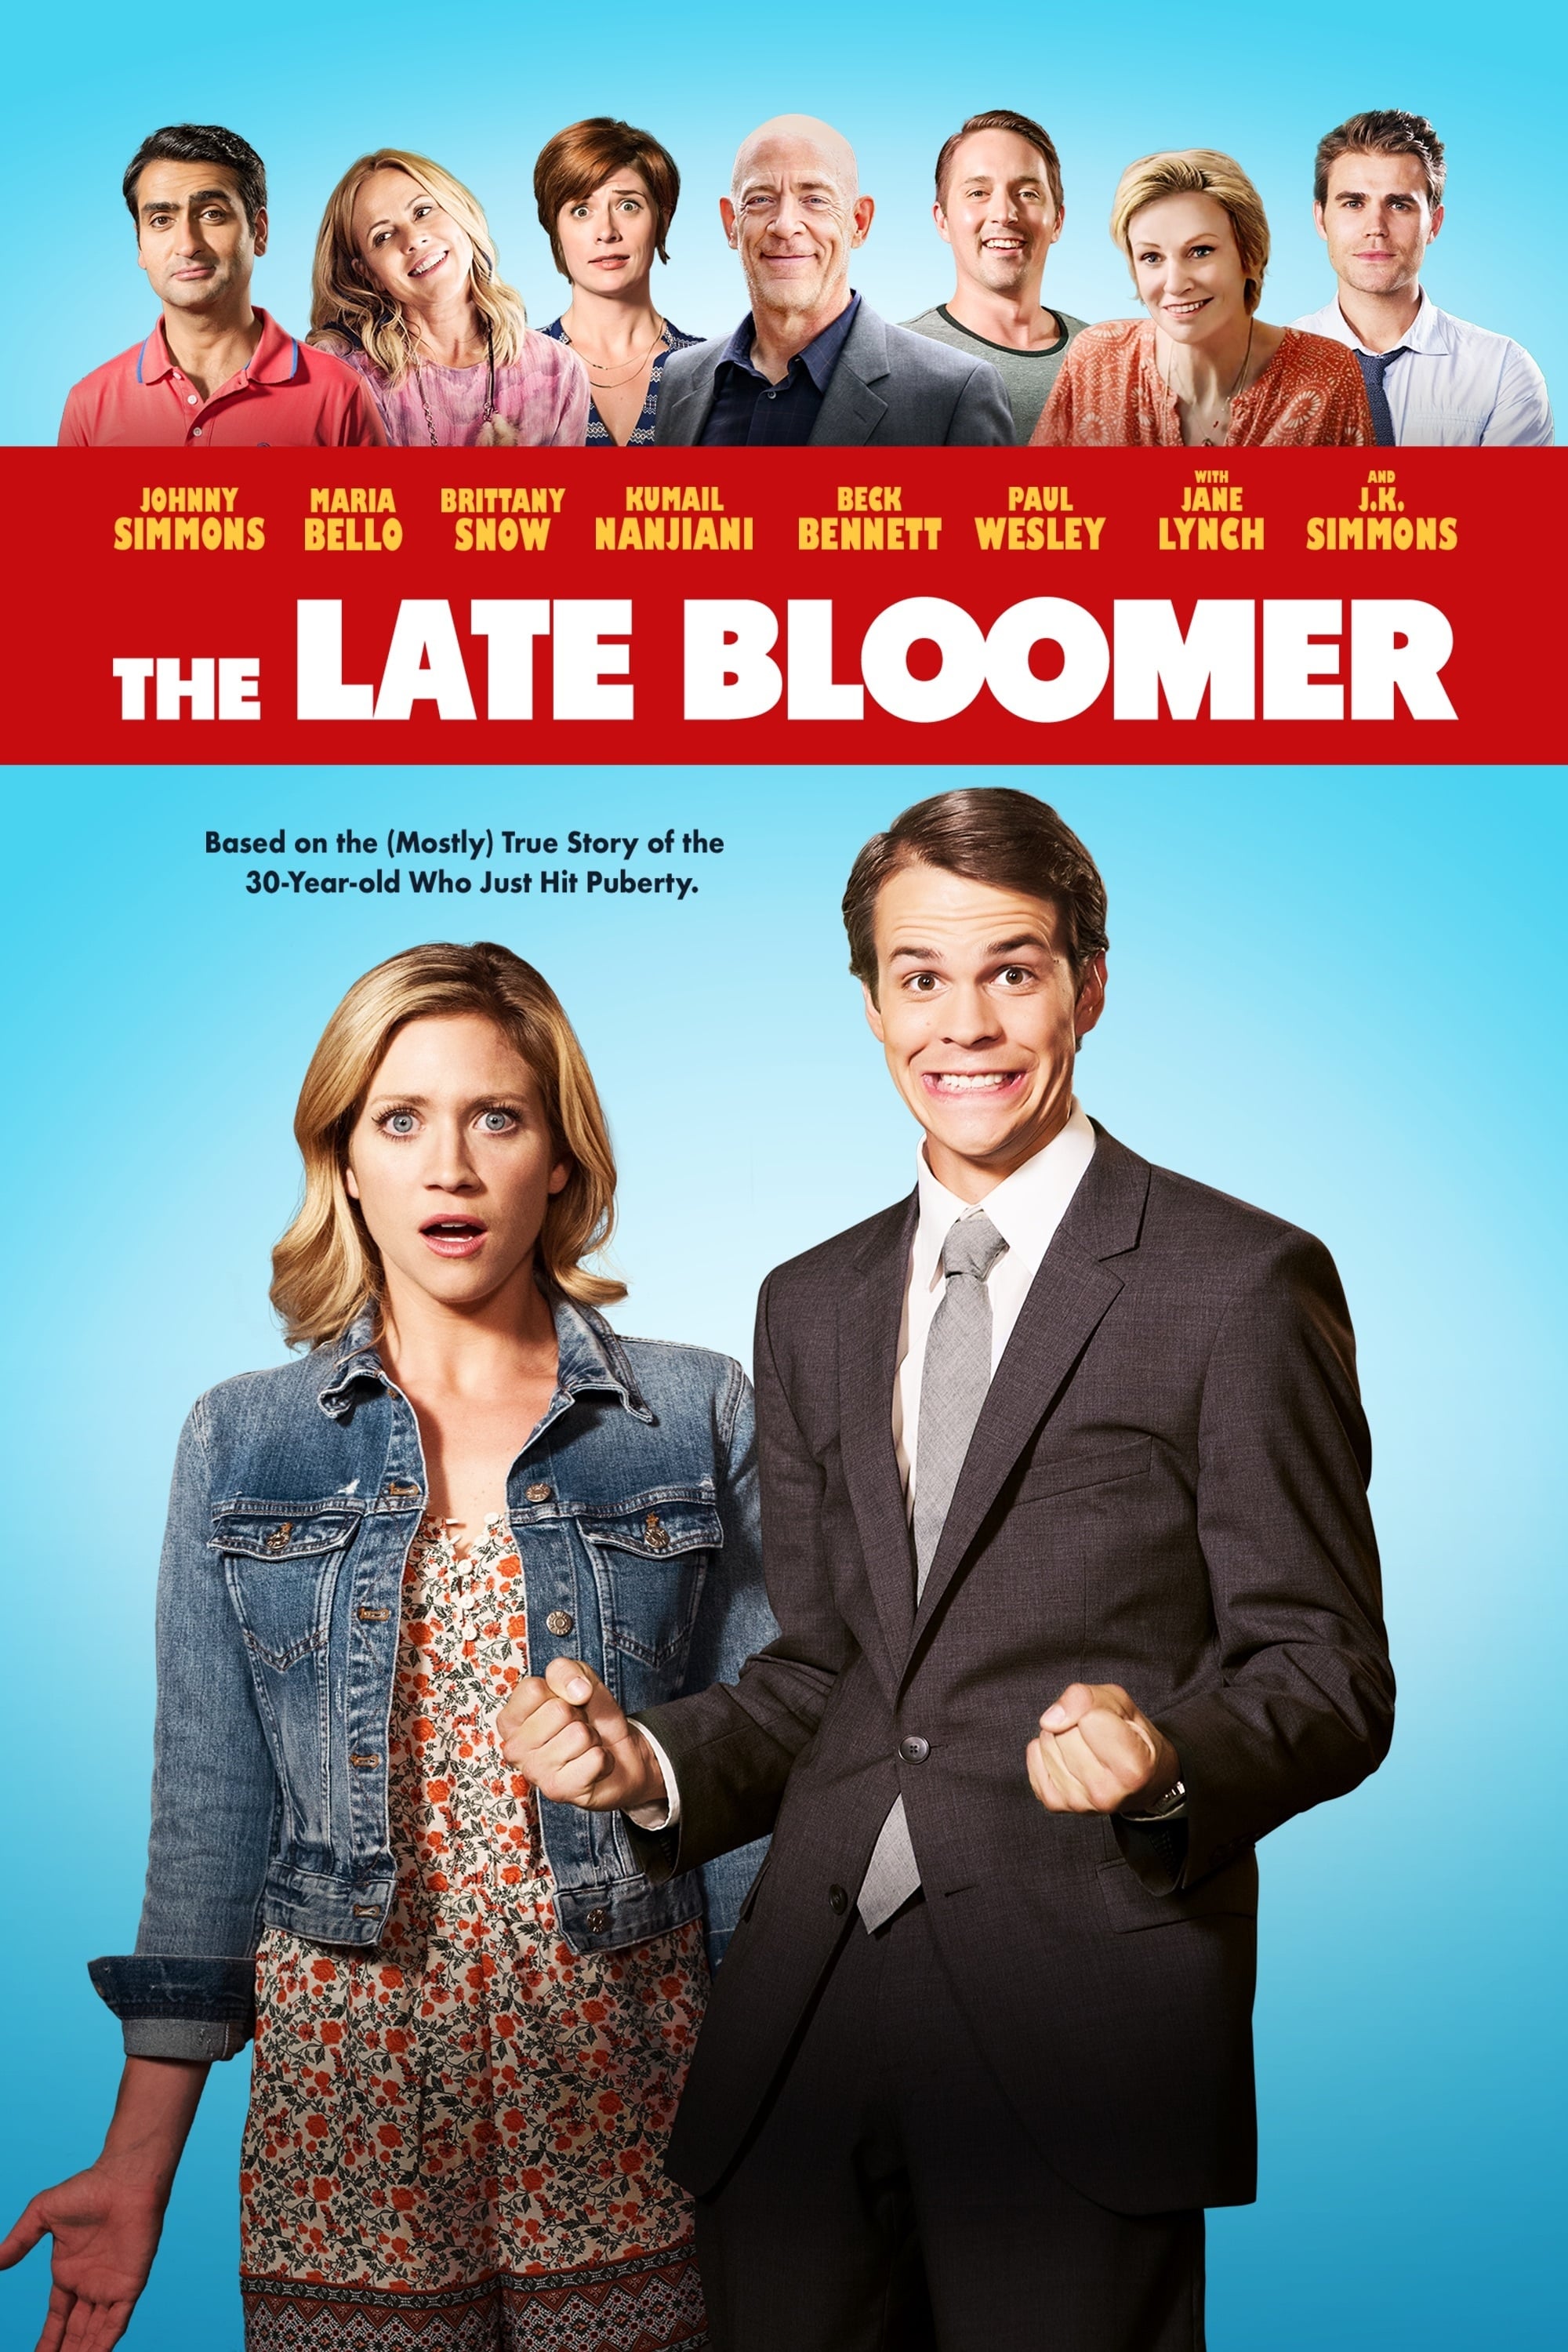 JOHNNY SIMMONS
MARIA BELLO
BRITTANY SNOW
KUMAIL NANJIANI
BECK BENNETT
PAUL WESLEY
WITH JANE LYNCH
AND J.K. SIMMONS
THE LATE BLOOMER
Based on the (Mostly) True Story of the
30-Year-old Who Just Hit Puberty.